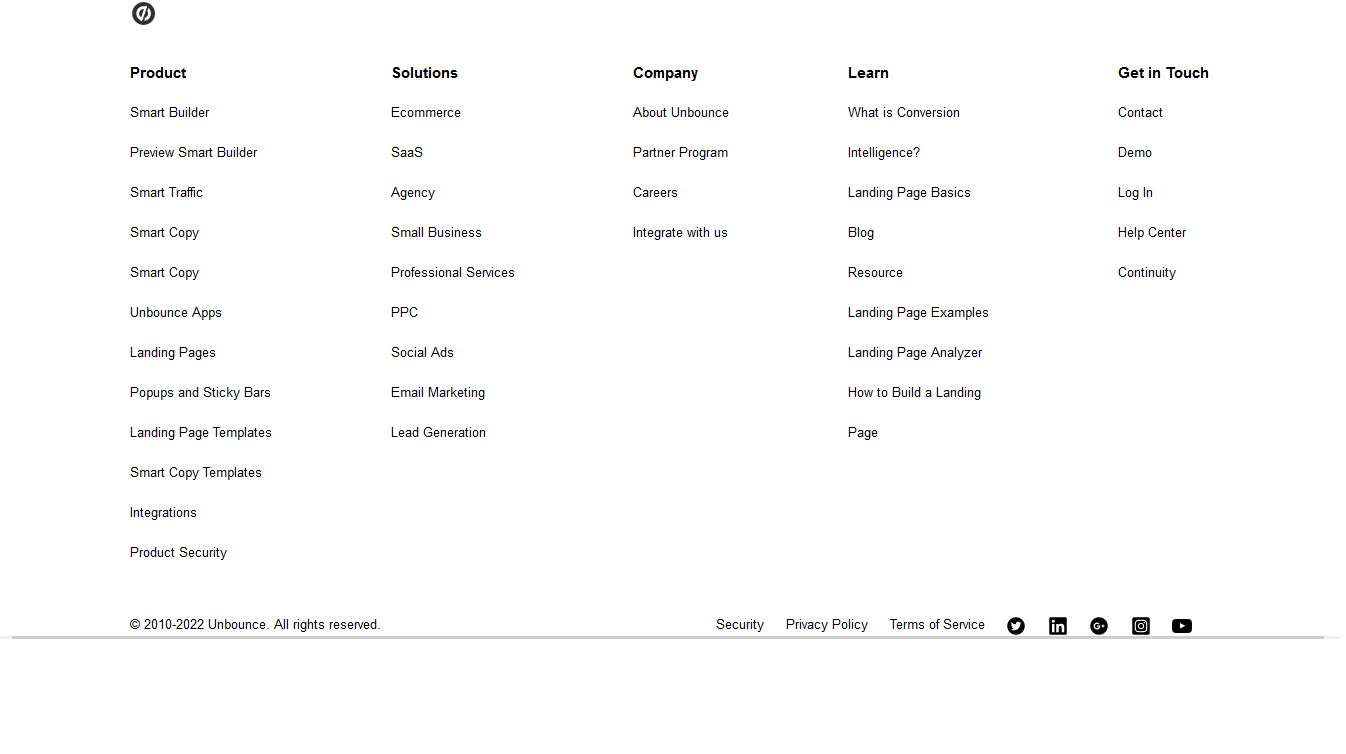 Product
Smart Builder
Preview Smart Builder
Smart Traffic
Smart Copy
Smart Copy
Unbounce Apps
Landing Pages
Popups and Sticky Bars
Landing Page Templates
Smart Copy Templates
Integrations
Product Security
Solutions
Ecommerce
SaaS
Agency
Small Business
Professional Services
PPC
Social Ads
Email Marketing
Lead Generation
Company
About Unbounce
Partner Program
Careers
Integrate with us
Learn
What is Conversion
Intelligence?
Landing Page Basics
Blog
Resource
Landing Page Examples
Landing Page Analyzer
How to Build a Landing
Page
Get in Touch
Contact
Demo
Log In
Help Center
Continuity
© 2010-2022 Unbounce. All rights reserved.
Security Privacy Policy Terms of Service